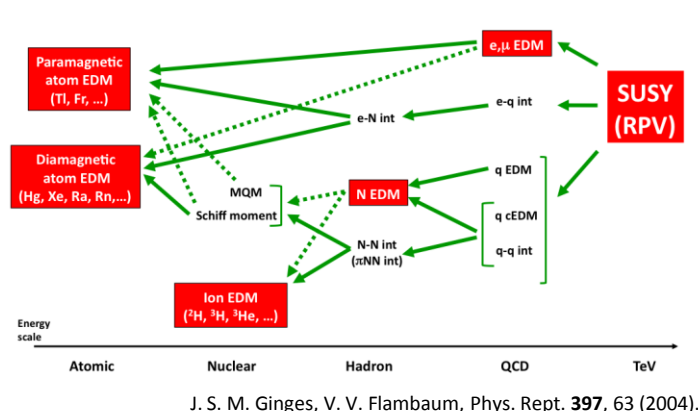 e,μ EDM
Paramagnetic
atom EDM
(Tl, Fr, ...)
SUSY
(RPV)
e-q int
e-N int
Diamagnetic
atom EDM
(Hg, Xe, Ra, Rn,...)
q EDM
MQM
N EDM
Schiff moment
q cEDM
N-N int
(πNN int)
q-q int
Ion EDM
(²H, ³H, ³He, ...)
Energy
scale
Atomic Nuclear Hadron QCD TeV
J. S. M. Ginges, V. V. Flambaum, Phys. Rept. 397, 63 (2004).